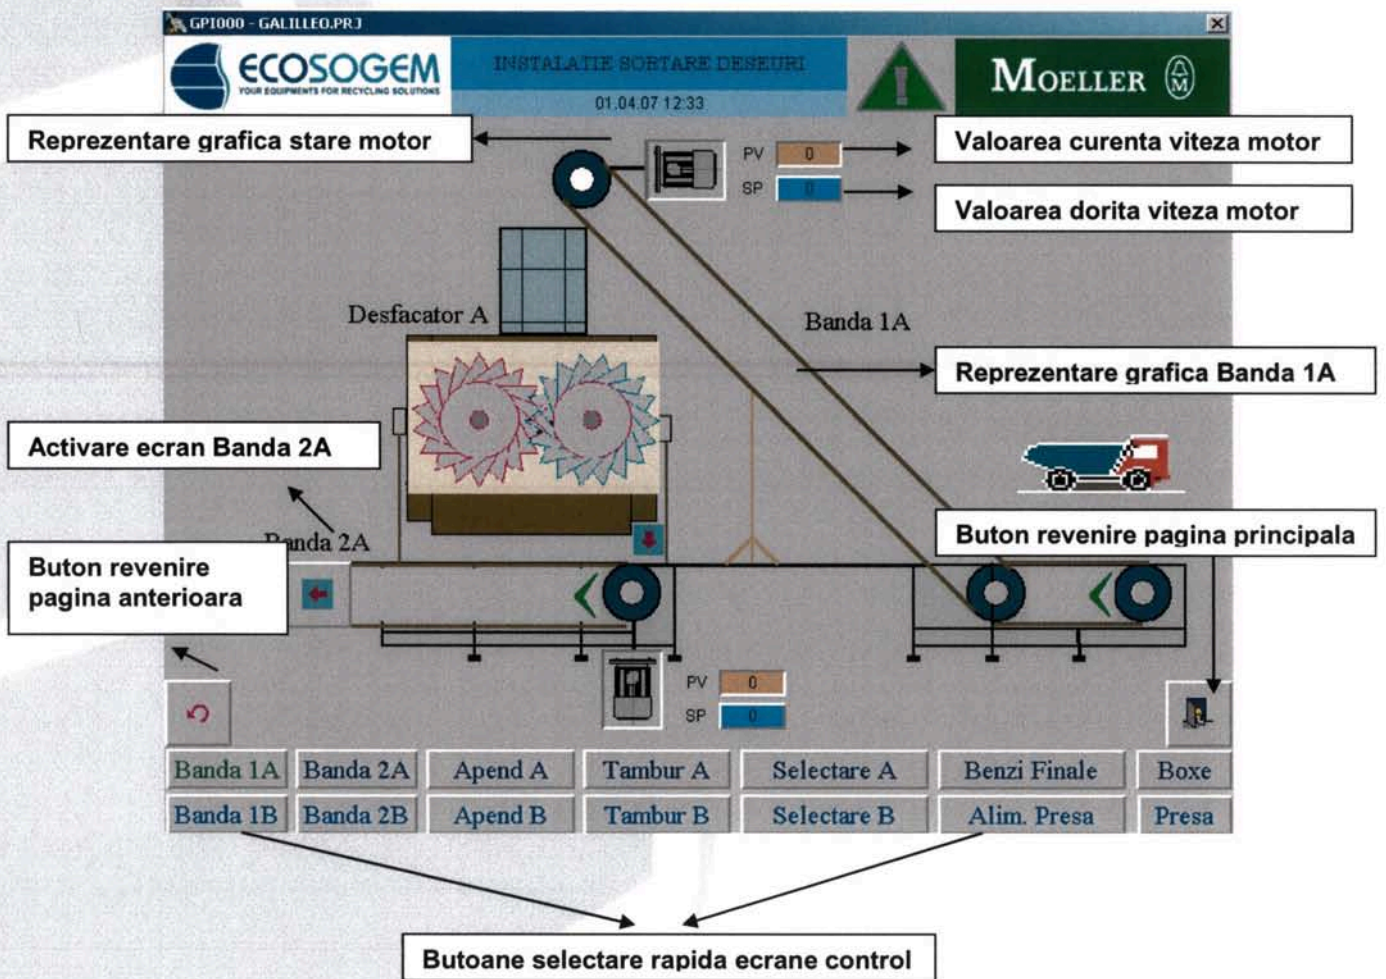 GPI000 - GALILLEO.PRJ
ECOSOGEM
YOUR EQUIPMENTS FOR RECYCLING SOLUTIONS
INSTALATIE SORTARE DESEURI
01.04.07 12:33
MOELLER
M
Reprezentare grafica stare motor
PV 0
Valoarea curenta viteza motor
SP 0
Valoarea dorita viteza motor
Desfacator A
Banda 1A
Reprezentare grafica Banda 1A
Activare ecran Banda 2A
Banda 2A
Buton revenire pagina principala
Buton revenire
pagina anterioara
PV 0
SP 0
Banda 1A Banda 2A Apend A Tambur A Selectare A Benzi Finale Boxe
Banda 1B Banda 2B Apend B Tambur B Selectare B Alim. Presa Presa
Butoane selectare rapida ecrane control